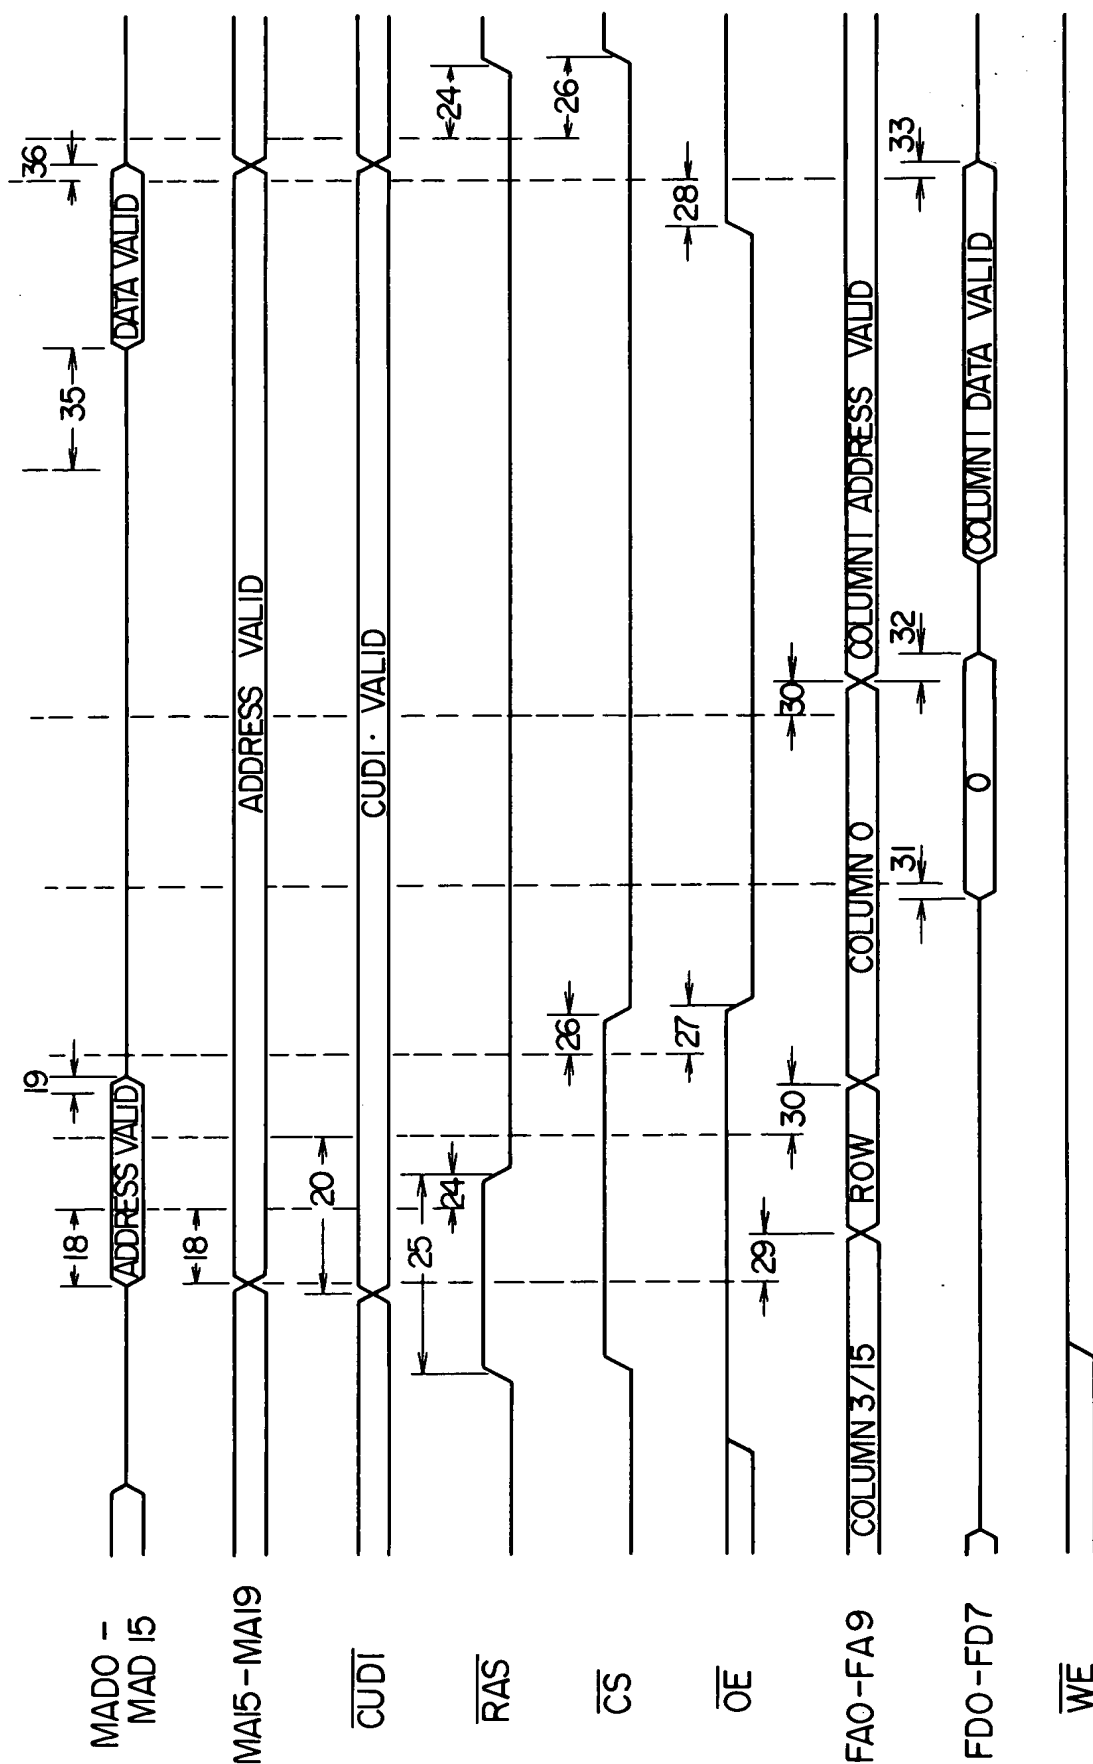 MAD0 -
MAD 15
ADDRESS VALID
DATA VALID
18
19
35
36
MA15-MA19
ADDRESS VALID
18
CUDI
CUDI · VALID
20
RAS
25
24
24
CS
26
26
OE
27
28
FA0-FA9
COLUMN 3/15
ROW
COLUMN 0
COLUMN 1 ADDRESS VALID
29
30
30
FD0-FD7
0
COLUMN 1 DATA VALID
31
32
33
WE